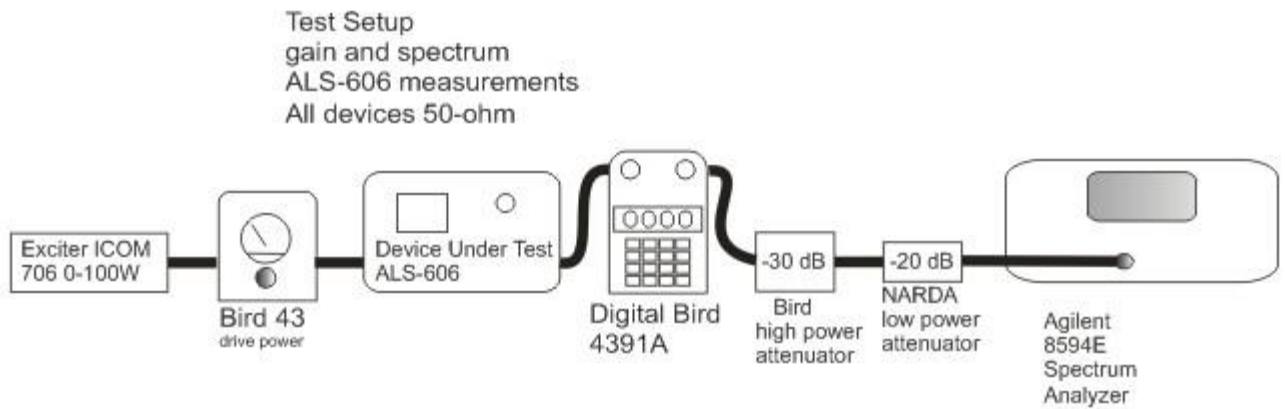 Test Setup
gain and spectrum
ALS-606 measurements
All devices 50-ohm
Exciter ICOM
706 0-100W
Bird 43
drive power
Device Under Test
ALS-606
0000
Digital Bird
4391A
-30 dB
Bird
high power
attenuator
-20 dB
NARDA
low power
attenuator
Agilent
8594E
Spectrum
Analyzer